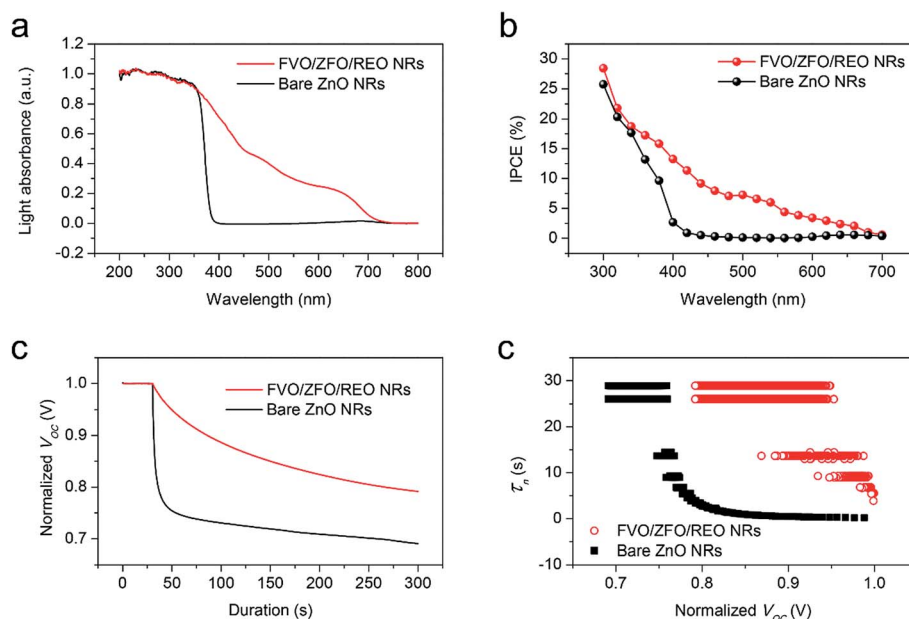 a
1.2
1.0
0.8
0.6
0.4
0.2
0.0
-0.2
200 300 400 500 600 700 800
Light absorbance (a.u.)
Wavelength (nm)
FVO/ZFO/REO NRs
Bare ZnO NRs
b
30
25
20
15
10
5
0
300 400 500 600 700
IPCE (%)
Wavelength (nm)
FVO/ZFO/REO NRs
Bare ZnO NRs
c
1.0
0.9
0.8
0.7
0 50 100 150 200 250 300
Normalized Voc (V)
Duration (s)
FVO/ZFO/REO NRs
Bare ZnO NRs
c
30
20
10
0
-10
0.7 0.8 0.9 1.0
τn (s)
Normalized Voc (V)
FVO/ZFO/REO NRs
Bare ZnO NRs